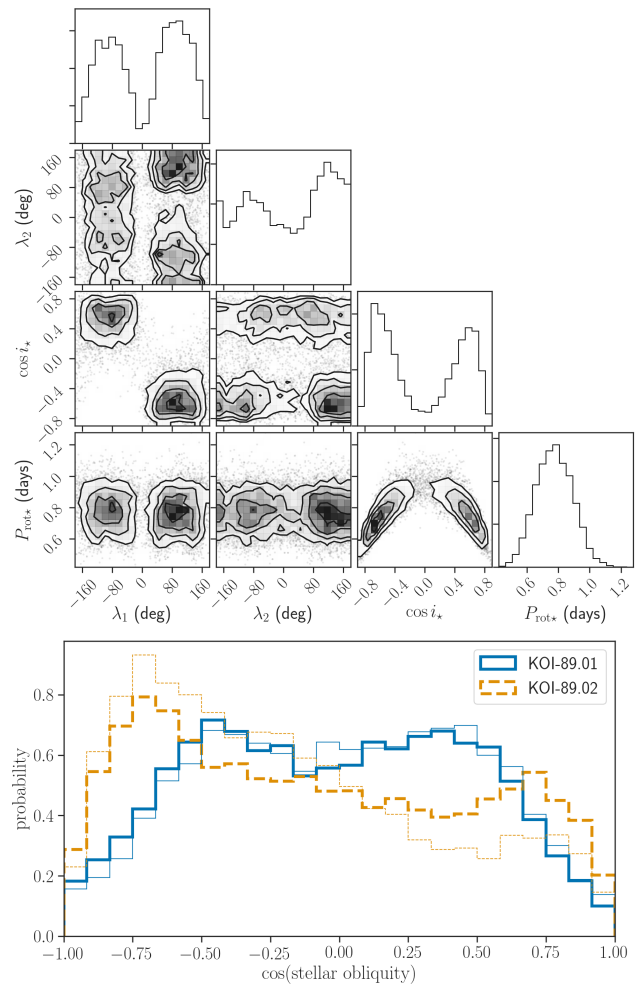 λ₂ (deg)
160
80
0
−80
−160
cos i⋆
0.8
0.4
0.0
−0.4
−0.8
P_rot⋆ (days)
1.2
1.0
0.8
0.6
−160 −80 0 80 160
λ₁ (deg)
−160 −80 0 80 160
λ₂ (deg)
−0.8 −0.4 0.0 0.4 0.8
cos i⋆
0.6 0.8 1.0 1.2
P_rot⋆ (days)
KOI-89.01
KOI-89.02
probability
0.8
0.6
0.4
0.2
0.0
−1.00 −0.75 −0.50 −0.25 0.00 0.25 0.50 0.75 1.00
cos(stellar obliquity)